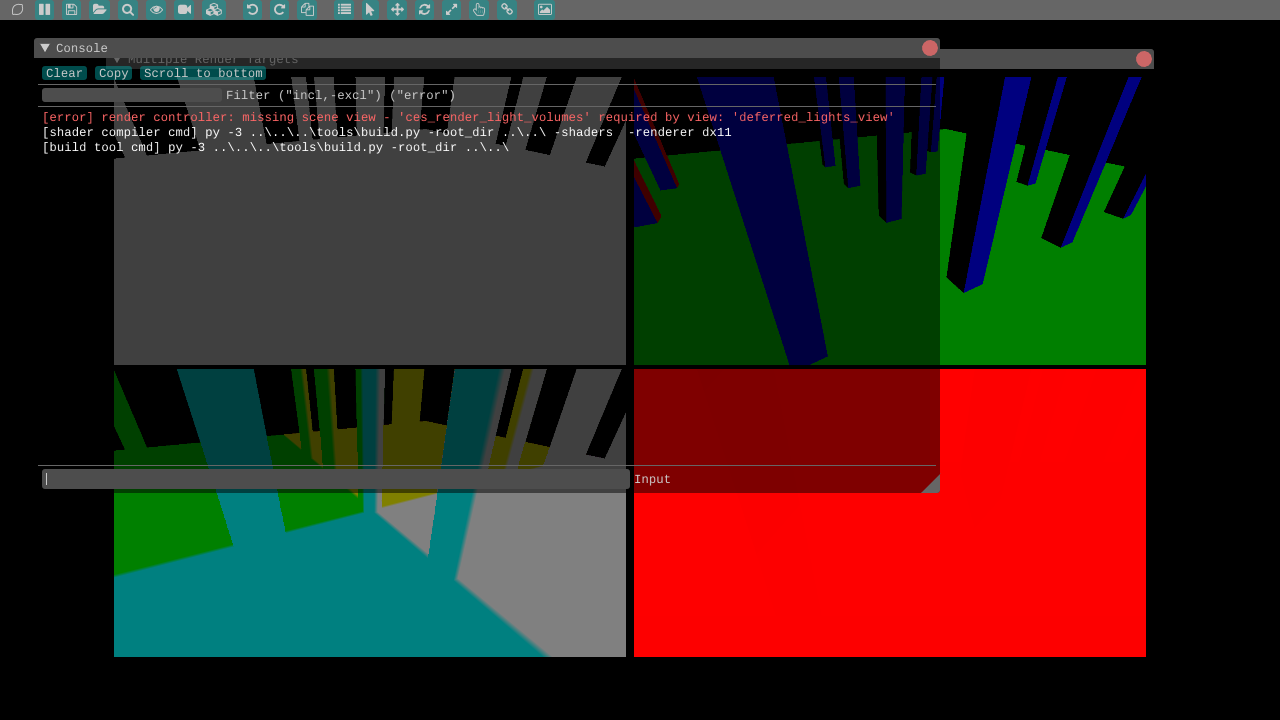 Console
Multiple Render Targets
Clear Copy Scroll to bottom
Filter ("incl,-excl") ("error")
[error] render controller: missing scene view - 'ces_render_light_volumes' required by view: 'deferred_lights_view'
[shader compiler cmd] py -3 ..\..\..\tools\build.py -root_dir ..\..\ -shaders  -renderer dx11
[build tool cmd] py -3 ..\..\..\tools\build.py -root_dir ..\..\
Input